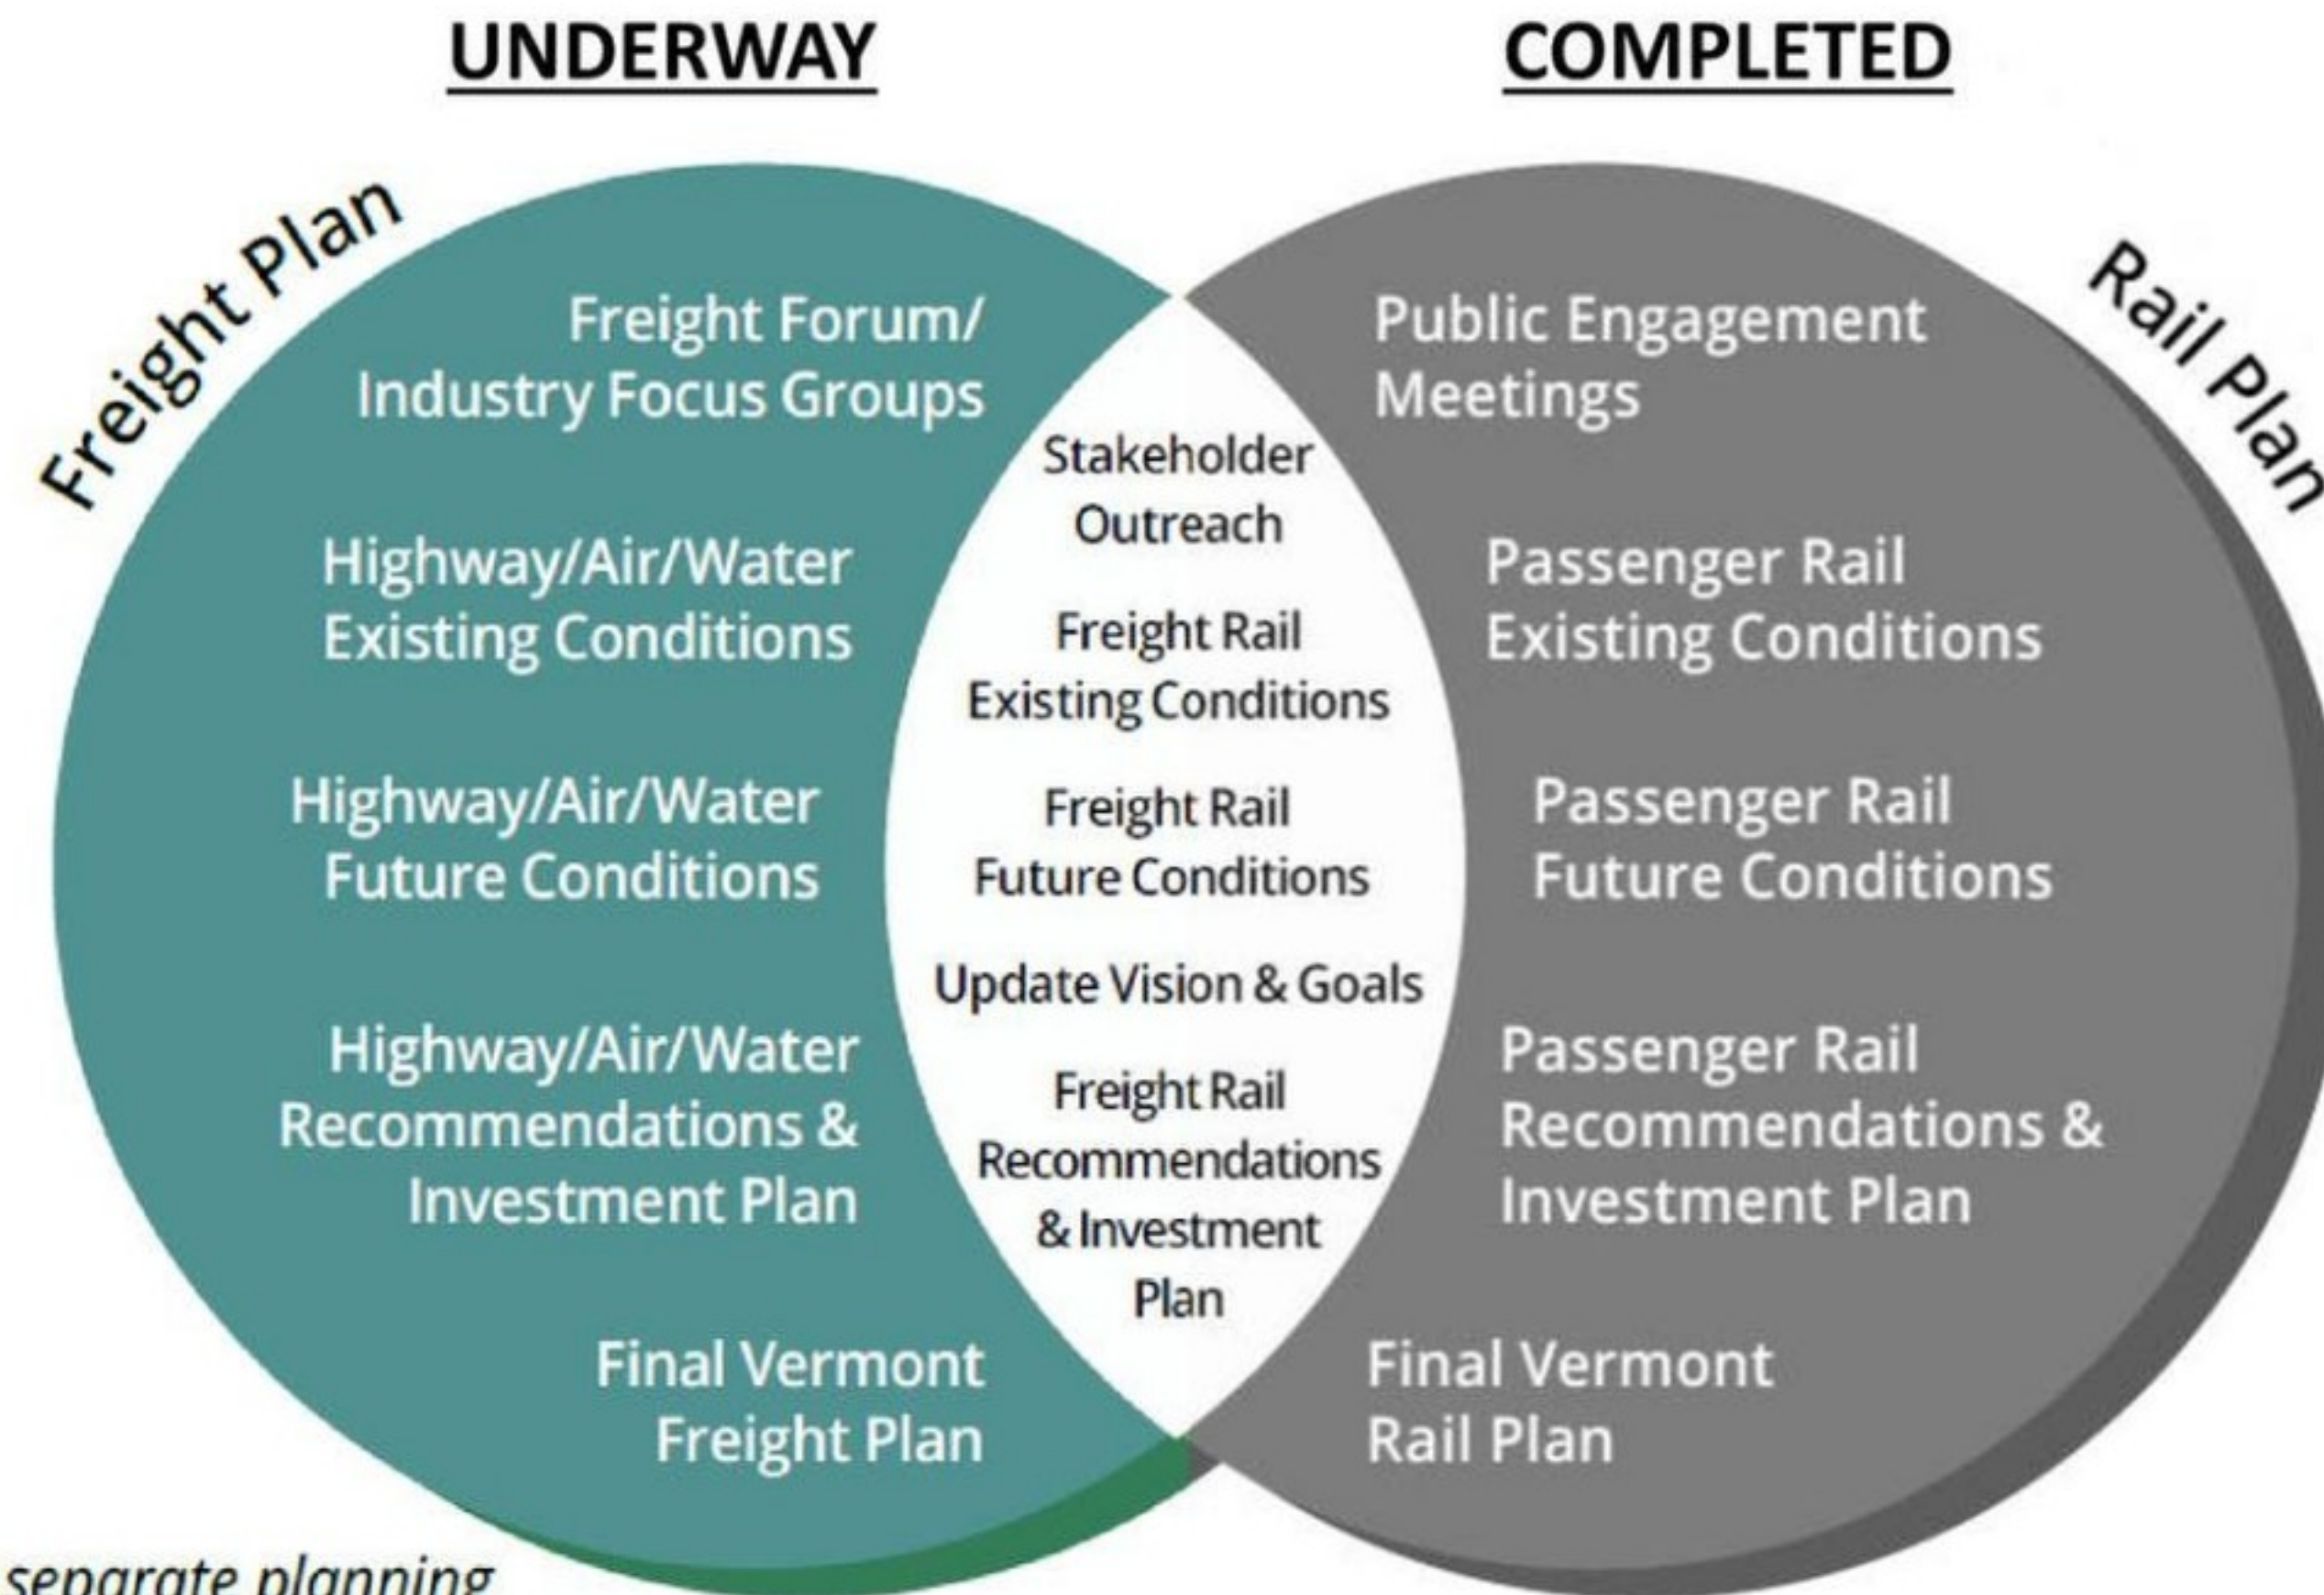 UNDERWAY
COMPLETED
Freight Plan
Rail Plan
Freight Forum/
Industry Focus Groups
Highway/Air/Water
Existing Conditions
Highway/Air/Water
Future Conditions
Highway/Air/Water
Recommendations &
Investment Plan
Final Vermont
Freight Plan
Stakeholder
Outreach
Freight Rail
Existing Conditions
Freight Rail
Future Conditions
Update Vision & Goals
Freight Rail
Recommendations
& Investment
Plan
Public Engagement
Meetings
Passenger Rail
Existing Conditions
Passenger Rail
Future Conditions
Passenger Rail
Recommendations &
Investment Plan
Final Vermont
Rail Plan
separate planning